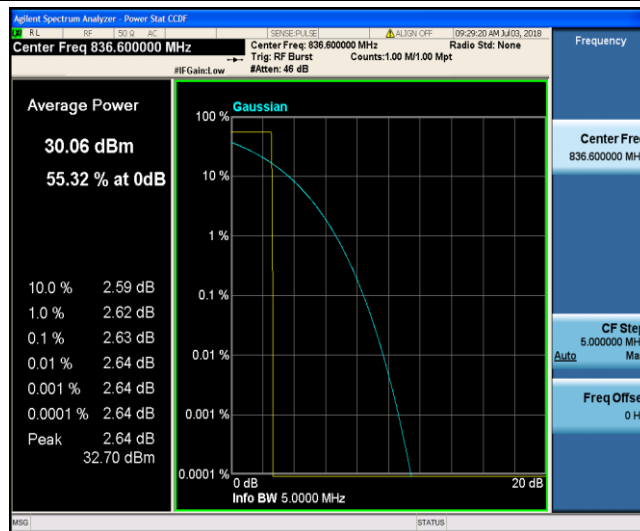 Agilent Spectrum Analyzer - Power Stat CCDF
RL RF 50 Ω AC SENSE:PULSE ALIGN OFF 09:29:20 AM Jul 03, 2018
Center Freq 836.600000 MHz
Center Freq: 836.600000 MHz Radio Std: None
Trig: RF Burst Counts:1.00 M/1.00 Mpt
#IFGain:Low #Atten: 46 dB
Frequency
Average Power
30.06 dBm
55.32 % at 0dB
10.0 % 2.59 dB
1.0 % 2.62 dB
0.1 % 2.63 dB
0.01 % 2.64 dB
0.001 % 2.64 dB
0.0001 % 2.64 dB
Peak 2.64 dB
32.70 dBm
Gaussian
100 %
10 %
1 %
0.1 %
0.01 %
0.001 %
0.0001 %
0 dB 20 dB
Info BW 5.0000 MHz
Center Fre
836.600000 MH
CF Step
5.000000 MH
Auto Ma
Freq Offse
0 H
MSG STATUS